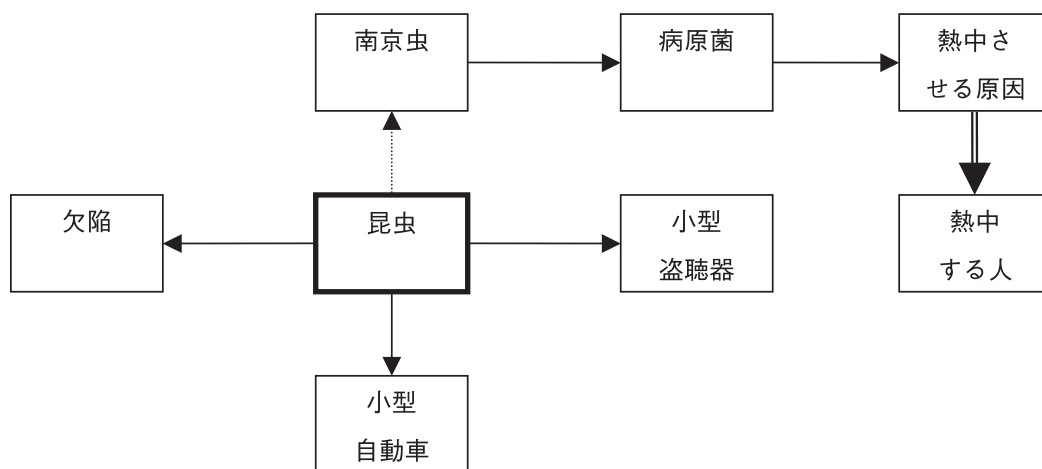 南京虫
病原菌
熱中さ
せる原因
欠陥
昆虫
小型
盗聴器
熱中
する人
小型
自動車